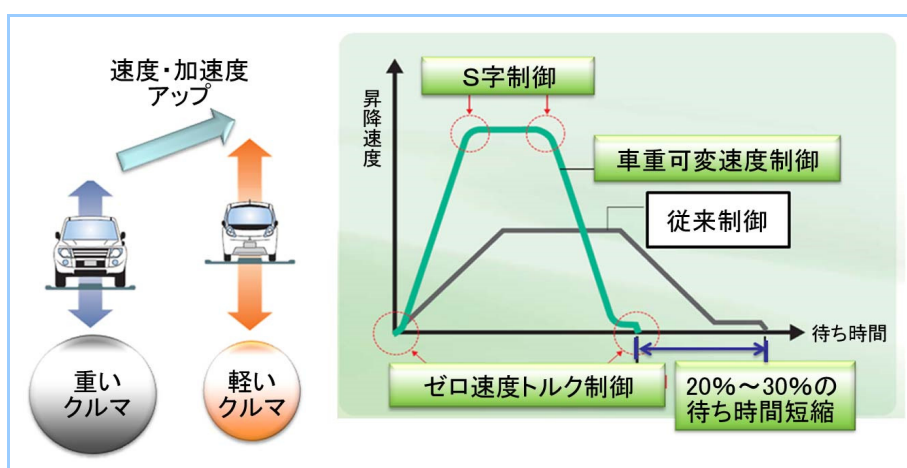 速度・加速度
アップ
重い
クルマ
軽い
クルマ
昇降速度
S字制御
車重可変速度制御
従来制御
待ち時間
ゼロ速度トルク制御
20%～30%の
待ち時間短縮